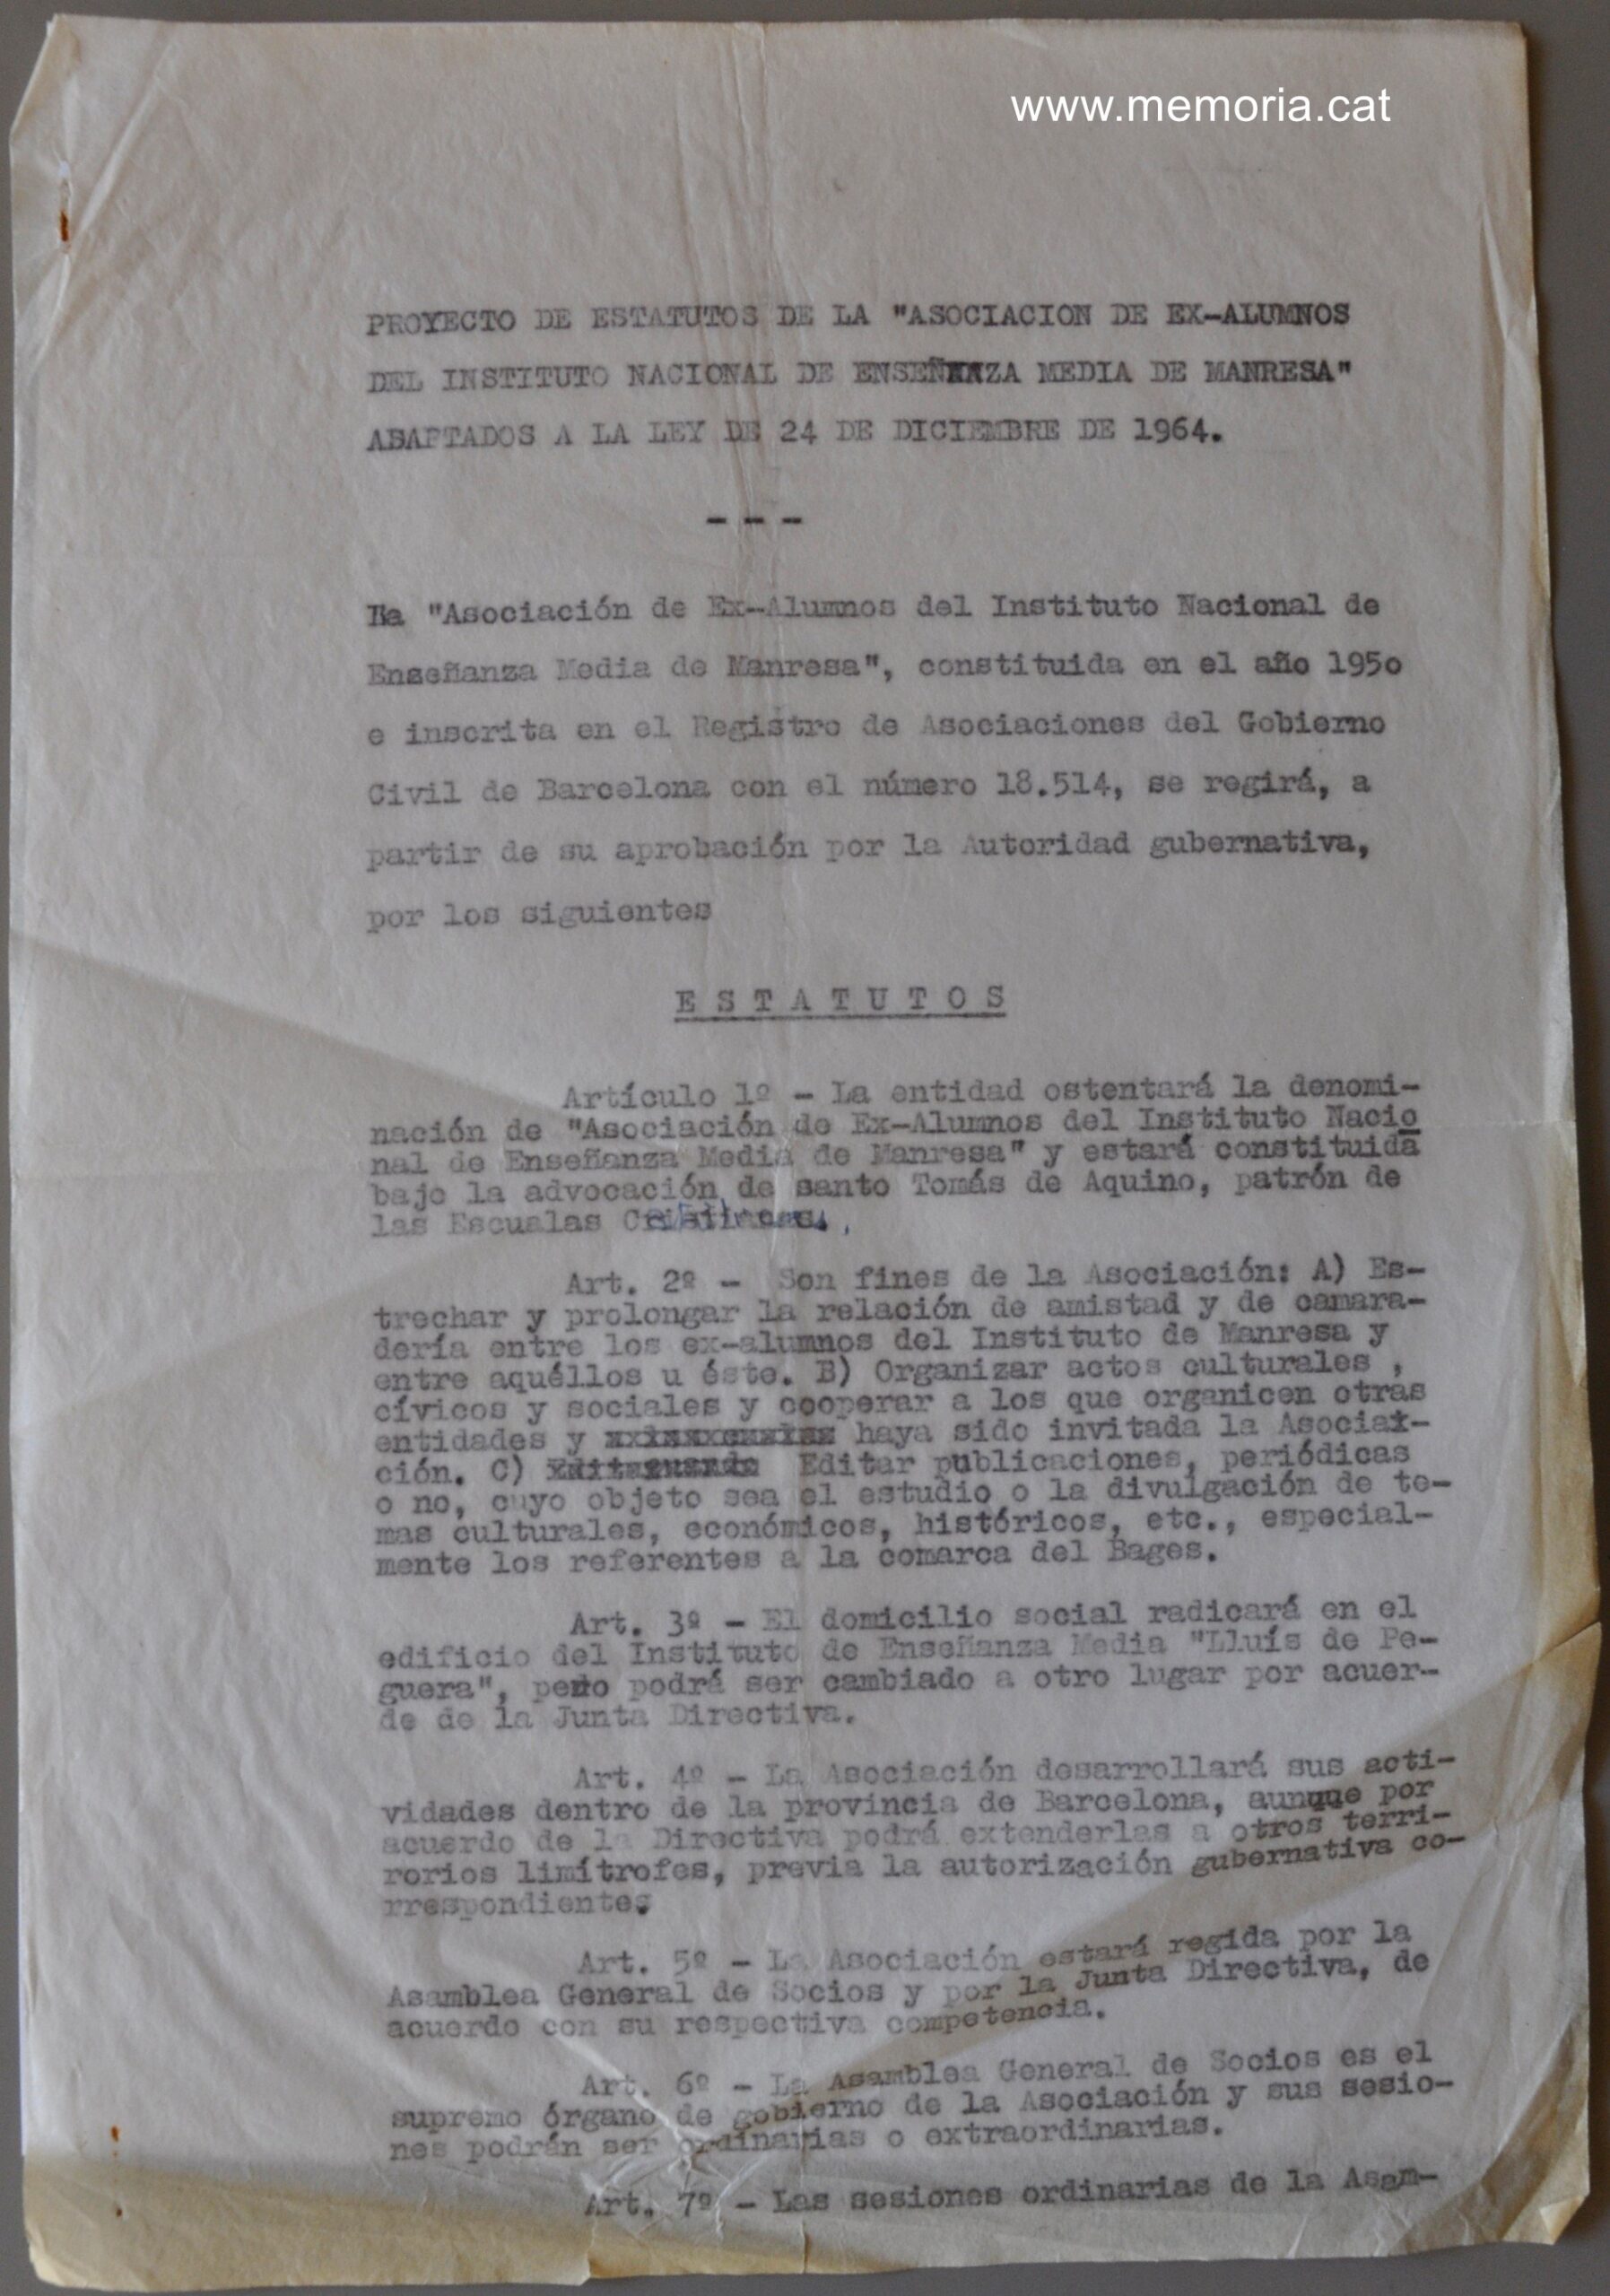 www.memoria.cat
PROYECTO DE ESTATUTOS DE LA "ASOCIACION DE EX-ALUMNOS
DEL INSTITUTO NACIONAL DE ENSEÑANZA MEDIA DE MANRESA"
ADAPTADOS A LA LEY DE 24 DE DICIEMBRE DE 1964.
- - -
La "Asociación de Ex-Alumnos del Instituto Nacional de
Enseñanza Media de Manresa", constituida en el año 1950
e inscrita en el Registro de Asociaciones del Gobierno
Civil de Barcelona con el número 18.514, se regirá, a
partir de su aprobación por la Autoridad gubernativa,
por los siguientes
E S T A T U T O S
Artículo 1º - La entidad ostentará la denomi-
nación de "Asociación de Ex-Alumnos del Instituto Nacio
nal de Enseñanza Media de Manresa" y estará constituida
bajo la advocación de santo Tomás de Aquino, patrón de
las Escualas
Art. 2º - Son fines de la Asociación: A) Es-
trechar y prolongar la relación de amistad y de camara-
dería entre los ex-alumnos del Instituto de Manresa y
entre aquéllos u éste. B) Organizar actos culturales ,
cívicos y sociales y cooperar a los que organicen otras
entidades y haya sido invitada la Asocia-
ción. C) Editar publicaciones, periódicas
o no, cuyo objeto sea el estudio o la divulgación de te-
mas culturales, económicos, históricos, etc., especial-
mente los referentes a la comarca del Bages.
Art. 3º - El domicilio social radicará en el
edificio del Instituto de Enseñanza Media "Lluís de Pe-
guera", pero podrá ser cambiado a otro lugar por acuer-
de de la Junta Directiva.
Art. 4º - La Asociación desarrollará sus acti-
vidades dentro de la provincia de Barcelona, aunque por
acuerdo de la Directiva podrá extenderlas a otros terri-
rorios limítrofes, previa la autorización gubernativa co-
rrespondiente.
Art. 5º - La Asociación estará regida por la
Asamblea General de Socios y por la Junta Directiva, de
acuerdo con su respectiva competencia.
Art. 6º - La Asamblea General de Socios es el
supremo órgano de gobierno de la Asociación y sus sesio-
nes podrán ser ordinarias o extraordinarias.
Art. 7º - Las sesiones ordinarias de la Asam-